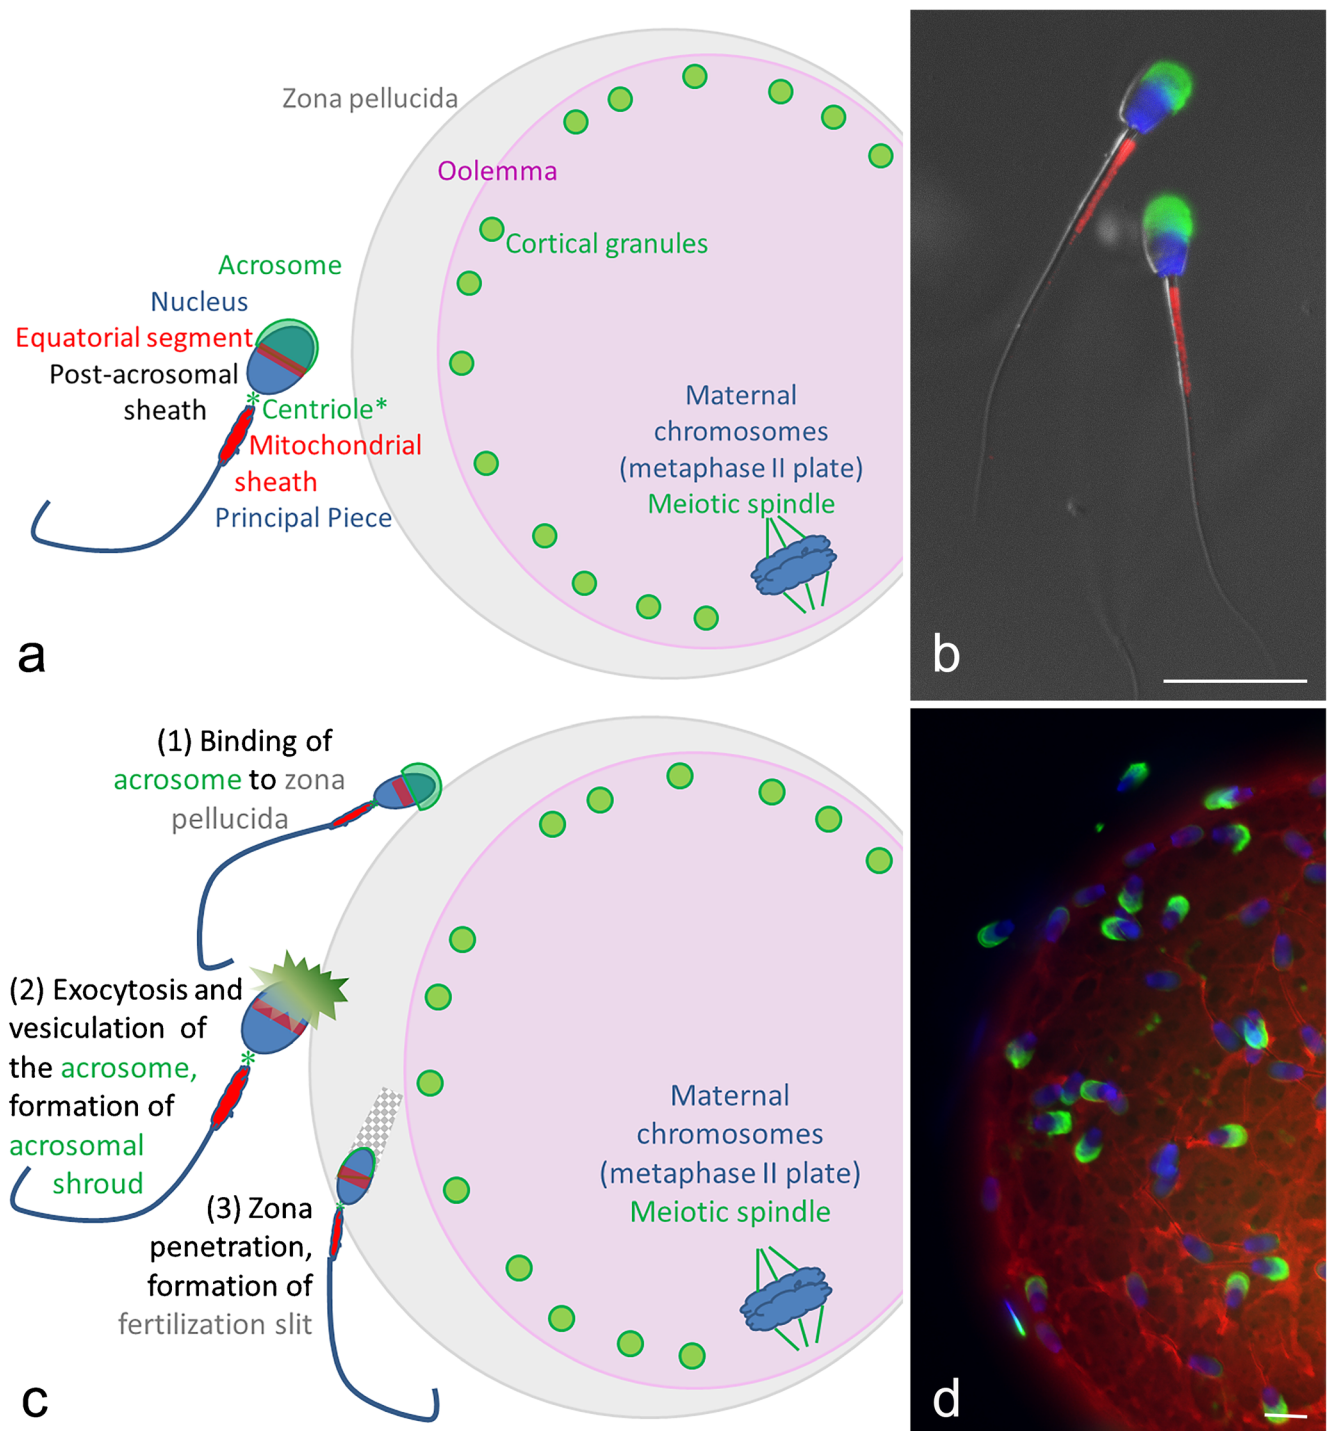 Zona pellucida
Oolemma
Cortical granules
Acrosome
Nucleus
Equatorial segment
Post-acrosomal
sheath
*
Centriole*
Mitochondrial
sheath
Principal Piece
Maternal
chromosomes
(metaphase II plate)
Meiotic spindle
a
b
(1) Binding of
acrosome to zona
pellucida
(2) Exocytosis and
vesiculation of
the acrosome,
formation of
acrosomal
shroud
*
(3) Zona
penetration,
formation of
fertilization slit
*
Maternal
chromosomes
(metaphase II plate)
Meiotic spindle
c
d